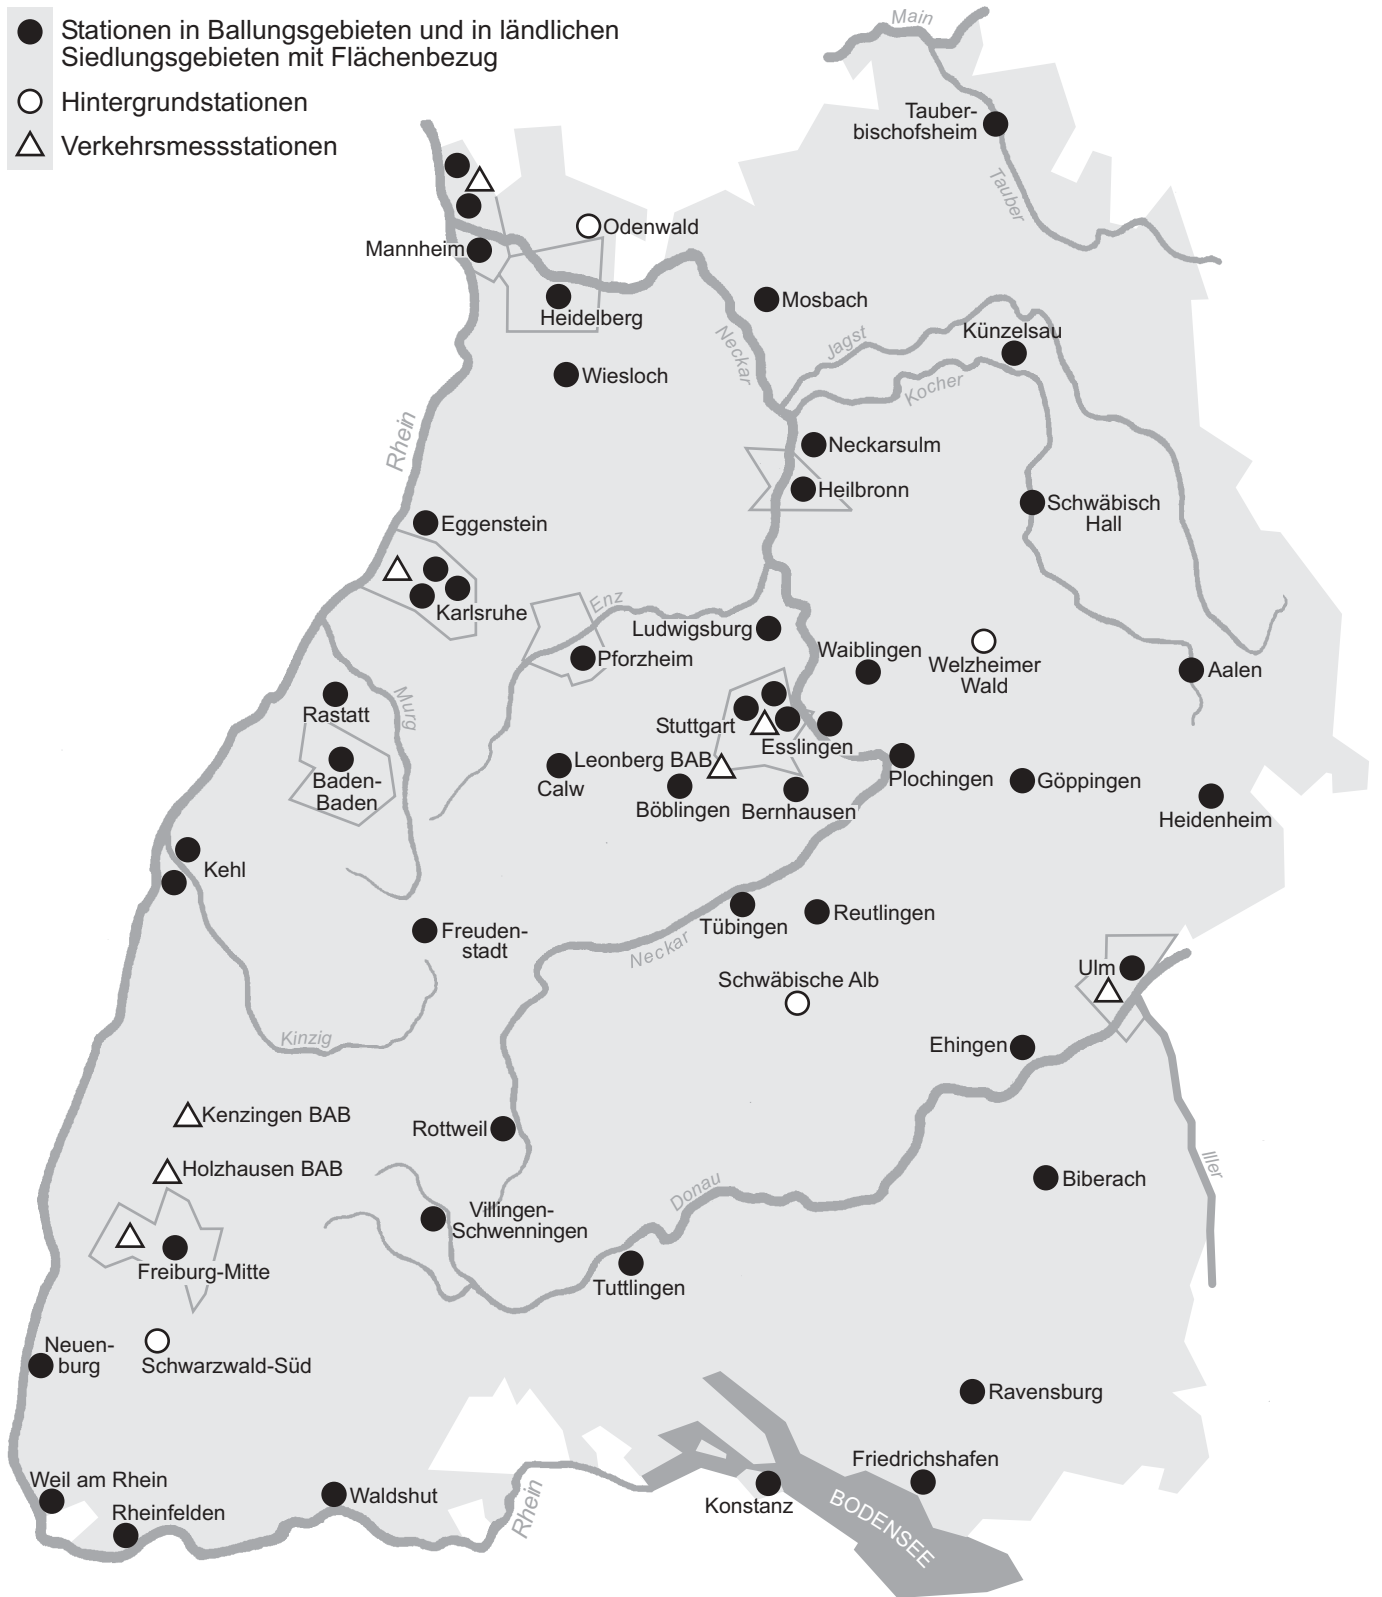 Stationen in Ballungsgebieten und in ländlichen
Siedlungsgebieten mit Flächenbezug
Hintergrundstationen
Verkehrsmessstationen
Main
Tauber-
bischofsheim
Tauber
Odenwald
Mannheim
Heidelberg
Mosbach
Neckar
Jagst
Künzelsau
Kocher
Wiesloch
Rhein
Neckarsulm
Heilbronn
Schwäbisch
Hall
Eggenstein
Karlsruhe
Enz
Ludwigsburg
Pforzheim
Waiblingen
Welzheimer
Wald
Aalen
Rastatt
Murg
Stuttgart
Esslingen
Baden-
Baden
Leonberg BAB
Calw
Böblingen
Bernhausen
Plochingen
Göppingen
Heidenheim
Kehl
Tübingen
Reutlingen
Freuden-
stadt
Neckar
Schwäbische Alb
Ulm
Kinzig
Ehingen
Kenzingen BAB
Rottweil
Holzhausen BAB
Iller
Donau
Biberach
Villingen-
Schwenningen
Freiburg-Mitte
Tuttlingen
Neuen-
burg
Schwarzwald-Süd
Ravensburg
Friedrichshafen
Weil am Rhein
Waldshut
Rheinfelden
Rhein
Konstanz
BODENSEE